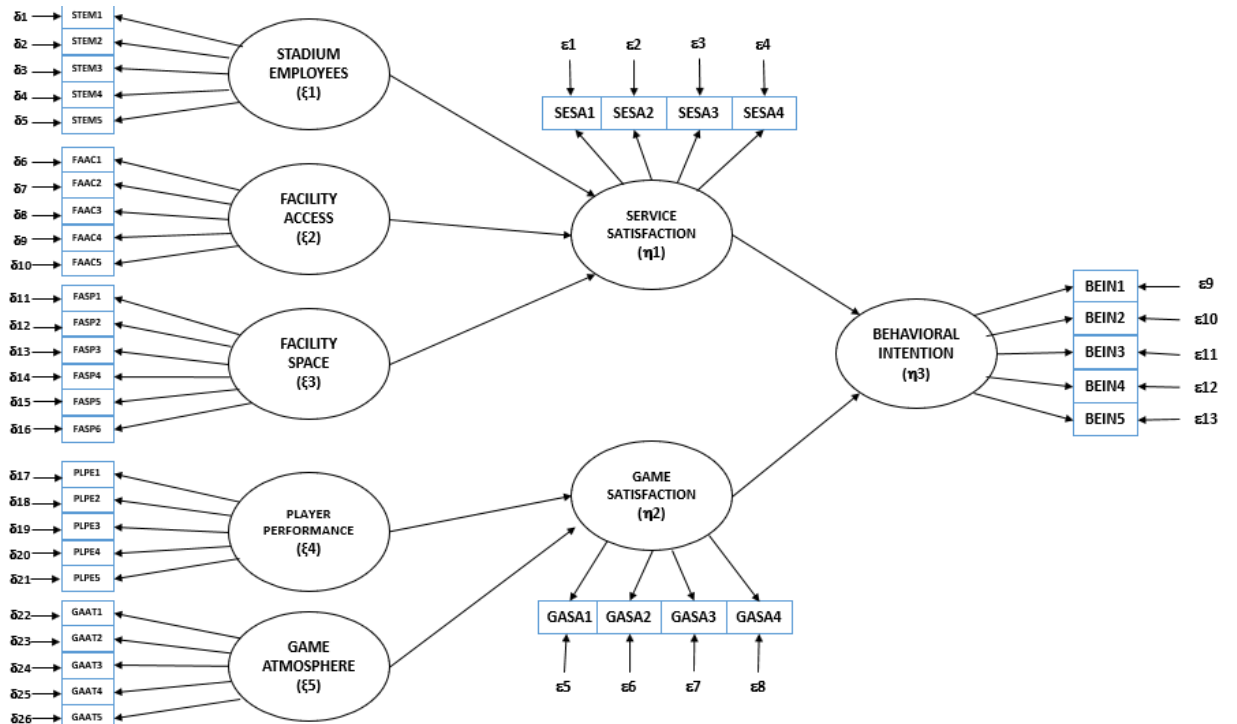 δ1 STEM1
δ2 STEM2
δ3 STEM3
δ4 STEM4
δ5 STEM5
STADIUM
EMPLOYEES
(ξ1)
δ6 FAAC1
δ7 FAAC2
δ8 FAAC3
δ9 FAAC4
δ10 FAAC5
FACILITY
ACCESS
(ξ2)
δ11 FASP1
δ12 FASP2
δ13 FASP3
δ14 FASP4
δ15 FASP5
δ16 FASP6
FACILITY
SPACE
(ξ3)
δ17 PLPE1
δ18 PLPE2
δ19 PLPE3
δ20 PLPE4
δ21 PLPE5
PLAYER
PERFORMANCE
(ξ4)
δ22 GAAT1
δ23 GAAT2
δ24 GAAT3
δ25 GAAT4
δ26 GAAT5
GAME
ATMOSPHERE
(ξ5)
ε1 ε2 ε3 ε4
SESA1 SESA2 SESA3 SESA4
SERVICE
SATISFACTION
(η1)
GAME
SATISFACTION
(η2)
GASA1 GASA2 GASA3 GASA4
ε5 ε6 ε7 ε8
BEHAVIORAL
INTENTION
(η3)
BEIN1 ε9
BEIN2 ε10
BEIN3 ε11
BEIN4 ε12
BEIN5 ε13